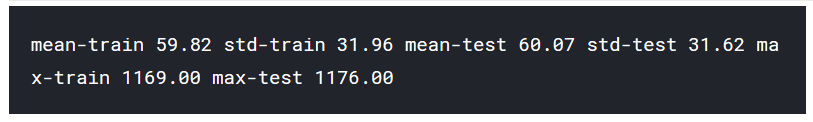 mean-train 59.82 std-train 31.96 mean-test 60.07 std-test 31.62 ma
x-train 1169.00 max-test 1176.00